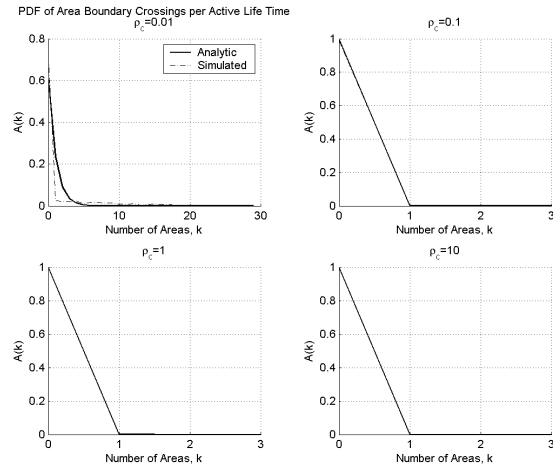 PDF of Area Boundary Crossings per Active Life Time
ρc=0.01
ρc=0.1
0.8
0.6
0.4
0.2
0
A(k)
Analytic
Simulated
0 10 20 30
Number of Areas, k
1
0.8
0.6
0.4
0.2
0
A(k)
0 1 2 3
Number of Areas, k
ρc=1
ρc=10
1
0.8
0.6
0.4
0.2
0
A(k)
0 1 2 3
Number of Areas, k
1
0.8
0.6
0.4
0.2
0
A(k)
0 1 2 3
Number of Areas, k